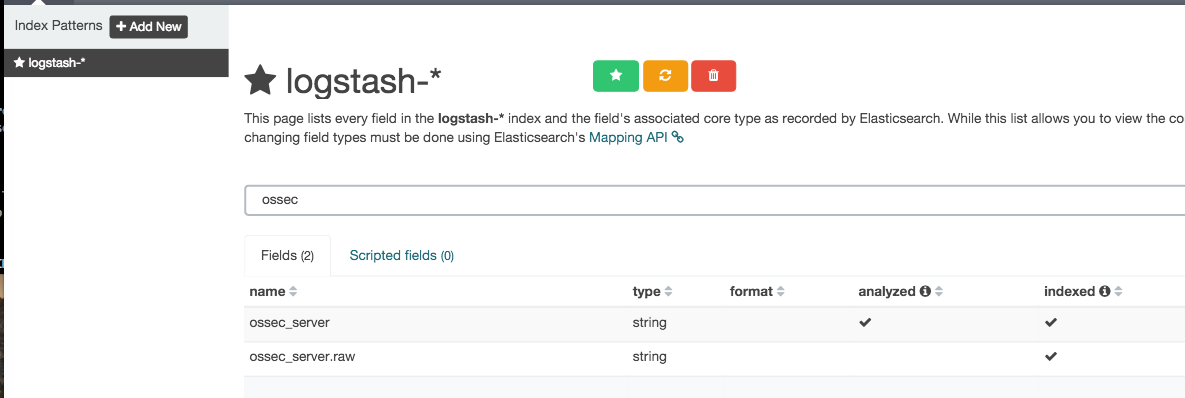 Index Patterns + Add New
logstash-*
logstash-*
This page lists every field in the logstash-* index and the field's associated core type as recorded by Elasticsearch. While this list allows you to view the co
changing field types must be done using Elasticsearch's Mapping API
ossec
Fields (2) Scripted fields (0)
name type format analyzed indexed
ossec_server string
ossec_server.raw string